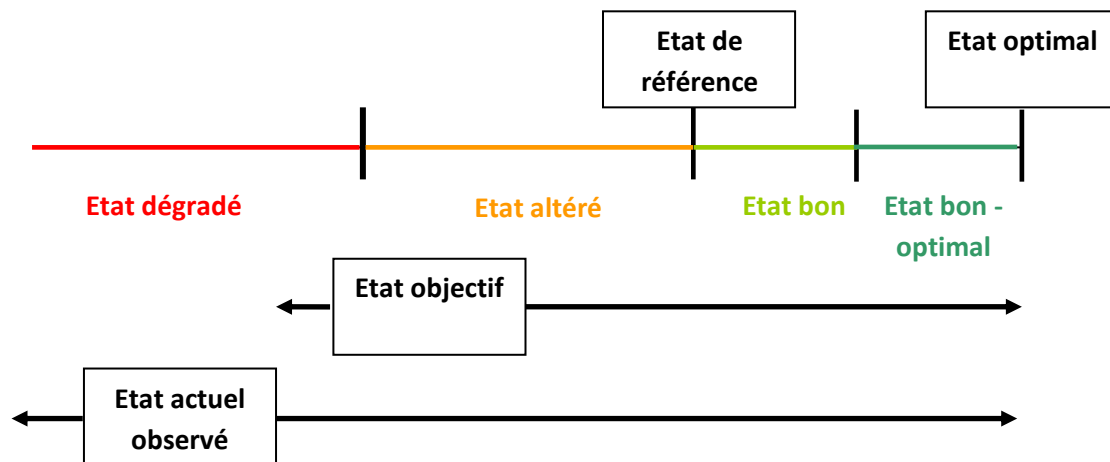 Etat de
référence
Etat optimal
Etat dégradé
Etat altéré
Etat bon
Etat bon -
optimal
Etat objectif
Etat actuel
observé